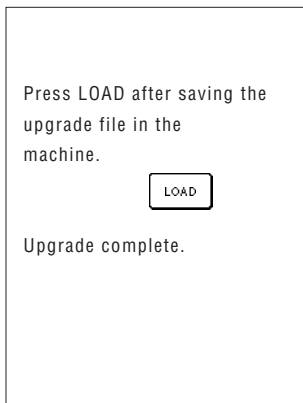 Press LOAD after saving the
upgrade file in the
machine.
LOAD
Upgrade complete.